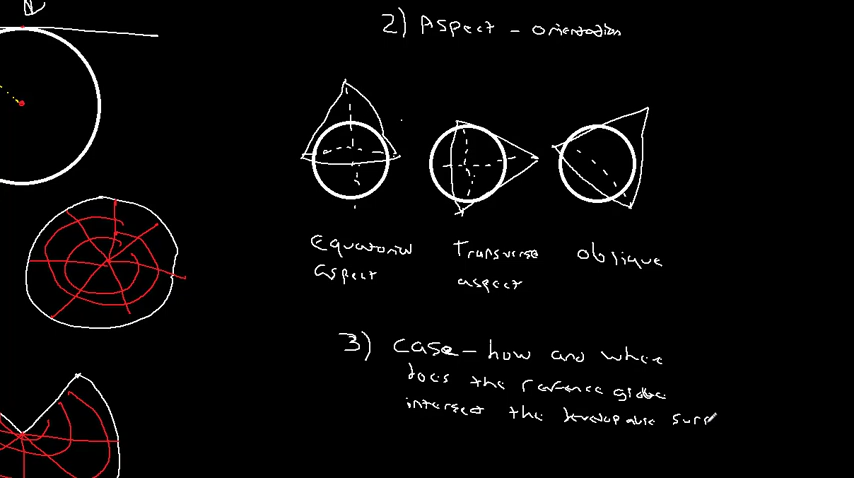 N
2) Aspect - orientation
Equatorial
aspect
Transverse
aspect
oblique
3) Case - how and where
does the reference globe
intersect the developable surf